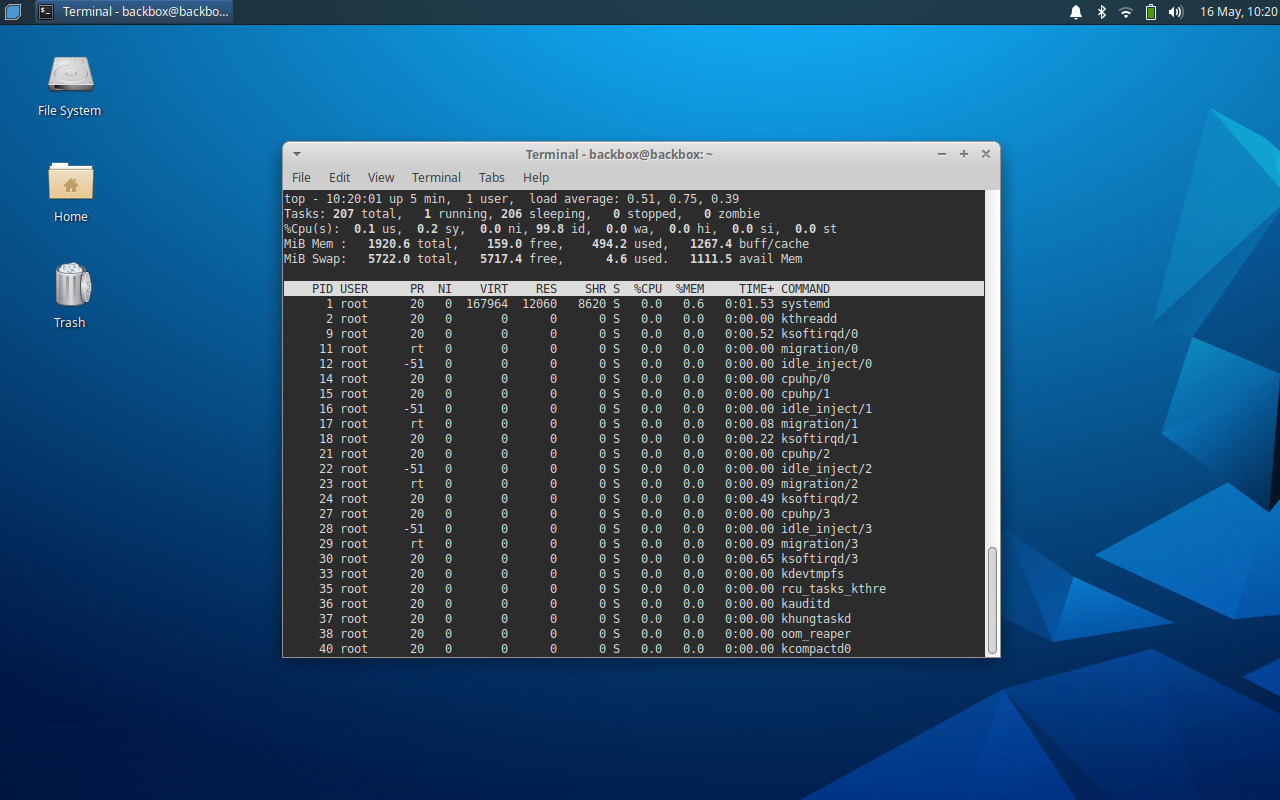 Terminal - backbox@backbo...
16 May, 10:20
File System
Home
Trash
Terminal - backbox@backbox: ~
File Edit View Terminal Tabs Help
top - 10:20:01 up 5 min,  1 user,  load average: 0.51, 0.75, 0.39
Tasks: 207 total,   1 running, 206 sleeping,   0 stopped,   0 zombie
%Cpu(s):  0.1 us,  0.2 sy,  0.0 ni, 99.8 id,  0.0 wa,  0.0 hi,  0.0 si,  0.0 st
MiB Mem :   1920.6 total,    159.0 free,    494.2 used,   1267.4 buff/cache
MiB Swap:   5722.0 total,   5717.4 free,      4.6 used.   1111.5 avail Mem
PID USER      PR  NI    VIRT    RES    SHR S  %CPU  %MEM     TIME+ COMMAND
1 root      20   0  167964  12060   8620 S   0.0   0.6   0:01.53 systemd
2 root      20   0       0      0      0 S   0.0   0.0   0:00.00 kthreadd
9 root      20   0       0      0      0 S   0.0   0.0   0:00.52 ksoftirqd/0
11 root      rt   0       0      0      0 S   0.0   0.0   0:00.00 migration/0
12 root     -51   0       0      0      0 S   0.0   0.0   0:00.00 idle_inject/0
14 root      20   0       0      0      0 S   0.0   0.0   0:00.00 cpuhp/0
15 root      20   0       0      0      0 S   0.0   0.0   0:00.00 cpuhp/1
16 root     -51   0       0      0      0 S   0.0   0.0   0:00.00 idle_inject/1
17 root      rt   0       0      0      0 S   0.0   0.0   0:00.08 migration/1
18 root      20   0       0      0      0 S   0.0   0.0   0:00.22 ksoftirqd/1
21 root      20   0       0      0      0 S   0.0   0.0   0:00.00 cpuhp/2
22 root     -51   0       0      0      0 S   0.0   0.0   0:00.00 idle_inject/2
23 root      rt   0       0      0      0 S   0.0   0.0   0:00.09 migration/2
24 root      20   0       0      0      0 S   0.0   0.0   0:00.49 ksoftirqd/2
27 root      20   0       0      0      0 S   0.0   0.0   0:00.00 cpuhp/3
28 root     -51   0       0      0      0 S   0.0   0.0   0:00.00 idle_inject/3
29 root      rt   0       0      0      0 S   0.0   0.0   0:00.09 migration/3
30 root      20   0       0      0      0 S   0.0   0.0   0:00.65 ksoftirqd/3
33 root      20   0       0      0      0 S   0.0   0.0   0:00.00 kdevtmpfs
35 root      20   0       0      0      0 S   0.0   0.0   0:00.00 rcu_tasks_kthre
36 root      20   0       0      0      0 S   0.0   0.0   0:00.00 kauditd
37 root      20   0       0      0      0 S   0.0   0.0   0:00.00 khungtaskd
38 root      20   0       0      0      0 S   0.0   0.0   0:00.00 oom_reaper
40 root      20   0       0      0      0 S   0.0   0.0   0:00.00 kcompactd0